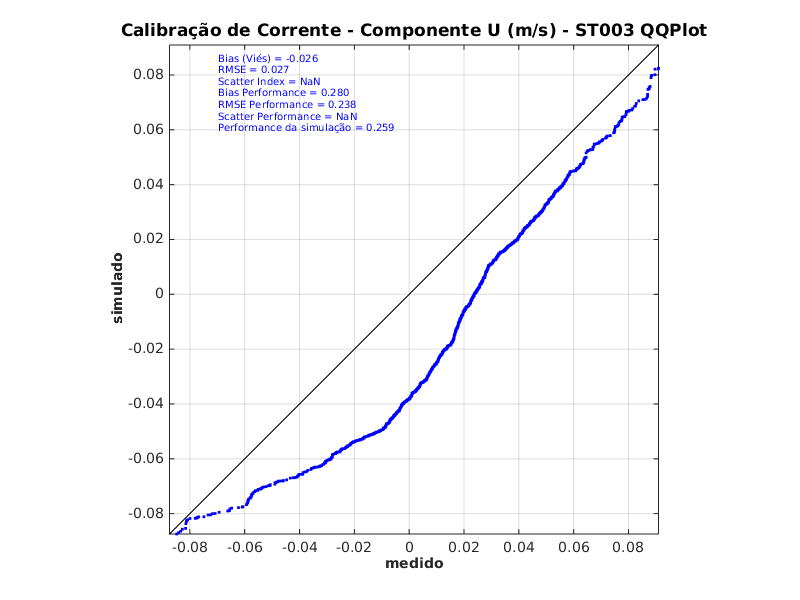 Calibração de Corrente - Componente U (m/s) - ST003 QQPlot
Bias (Viés) = -0.026
RMSE = 0.027
Scatter Index = NaN
Bias Performance = 0.280
RMSE Performance = 0.238
Scatter Performance = NaN
Performance da simulação = 0.259
0.08
0.06
0.04
0.02
0
-0.02
-0.04
-0.06
-0.08
simulado
-0.08 -0.06 -0.04 -0.02 0 0.02 0.04 0.06 0.08
medido